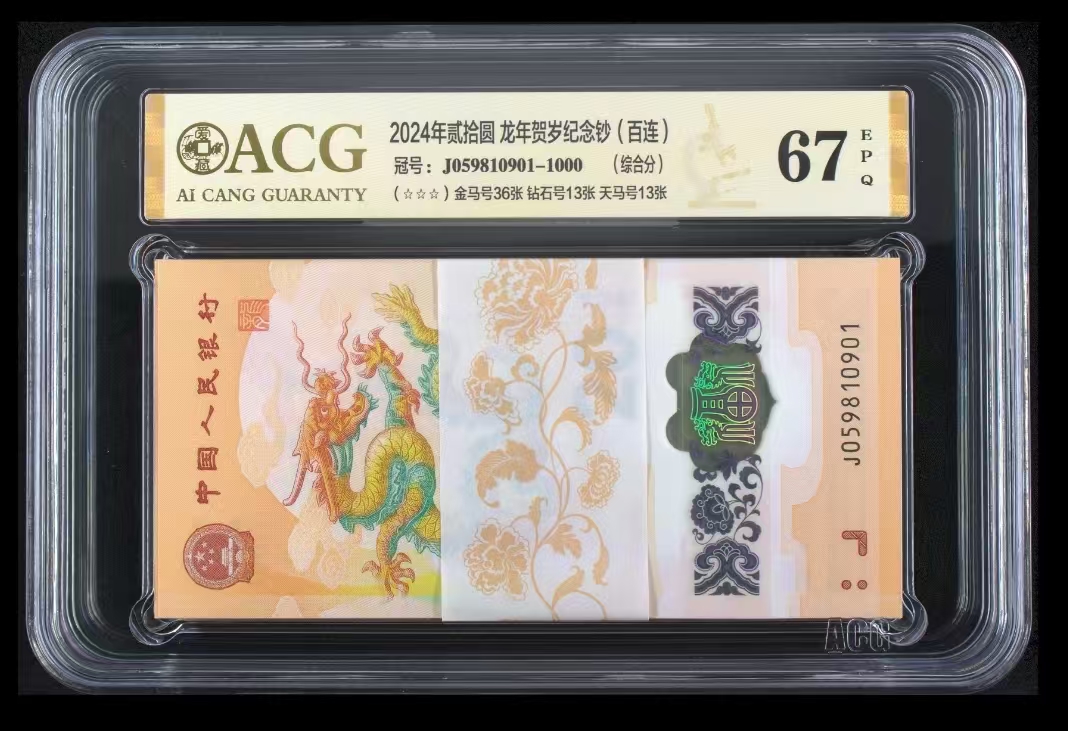 爱藏
ACG
AI CANG GUARANTY
2024年贰拾圆 龙年贺岁纪念钞（百连）
冠号：J059810901-1000 （综合分）
（☆☆☆）金马号36张 钻石号13张 天马号13张
67
EPQ
中国人民银行
J059810901
ACG